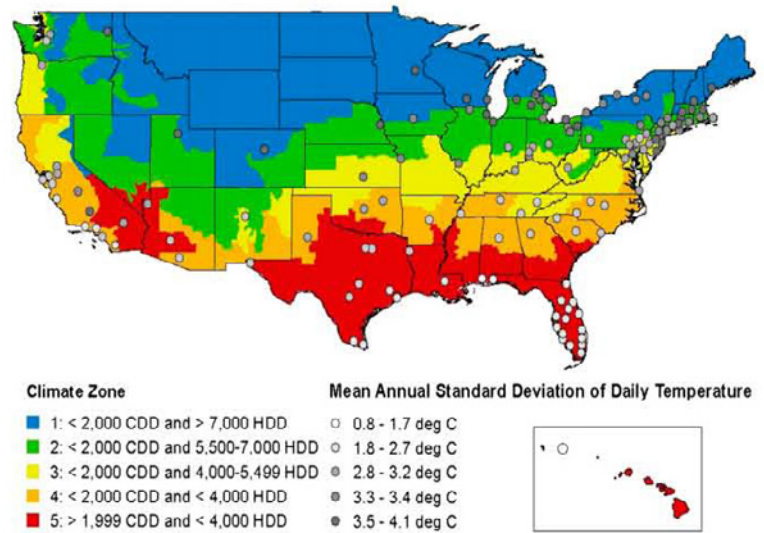 Climate Zone
1: < 2,000 CDD and > 7,000 HDD
2: < 2,000 CDD and 5,500-7,000 HDD
3: < 2,000 CDD and 4,000-5,499 HDD
4: < 2,000 CDD and < 4,000 HDD
5: > 1,999 CDD and < 4,000 HDD
Mean Annual Standard Deviation of Daily Temperature
0.8 - 1.7 deg C
1.8 - 2.7 deg C
2.8 - 3.2 deg C
3.3 - 3.4 deg C
3.5 - 4.1 deg C